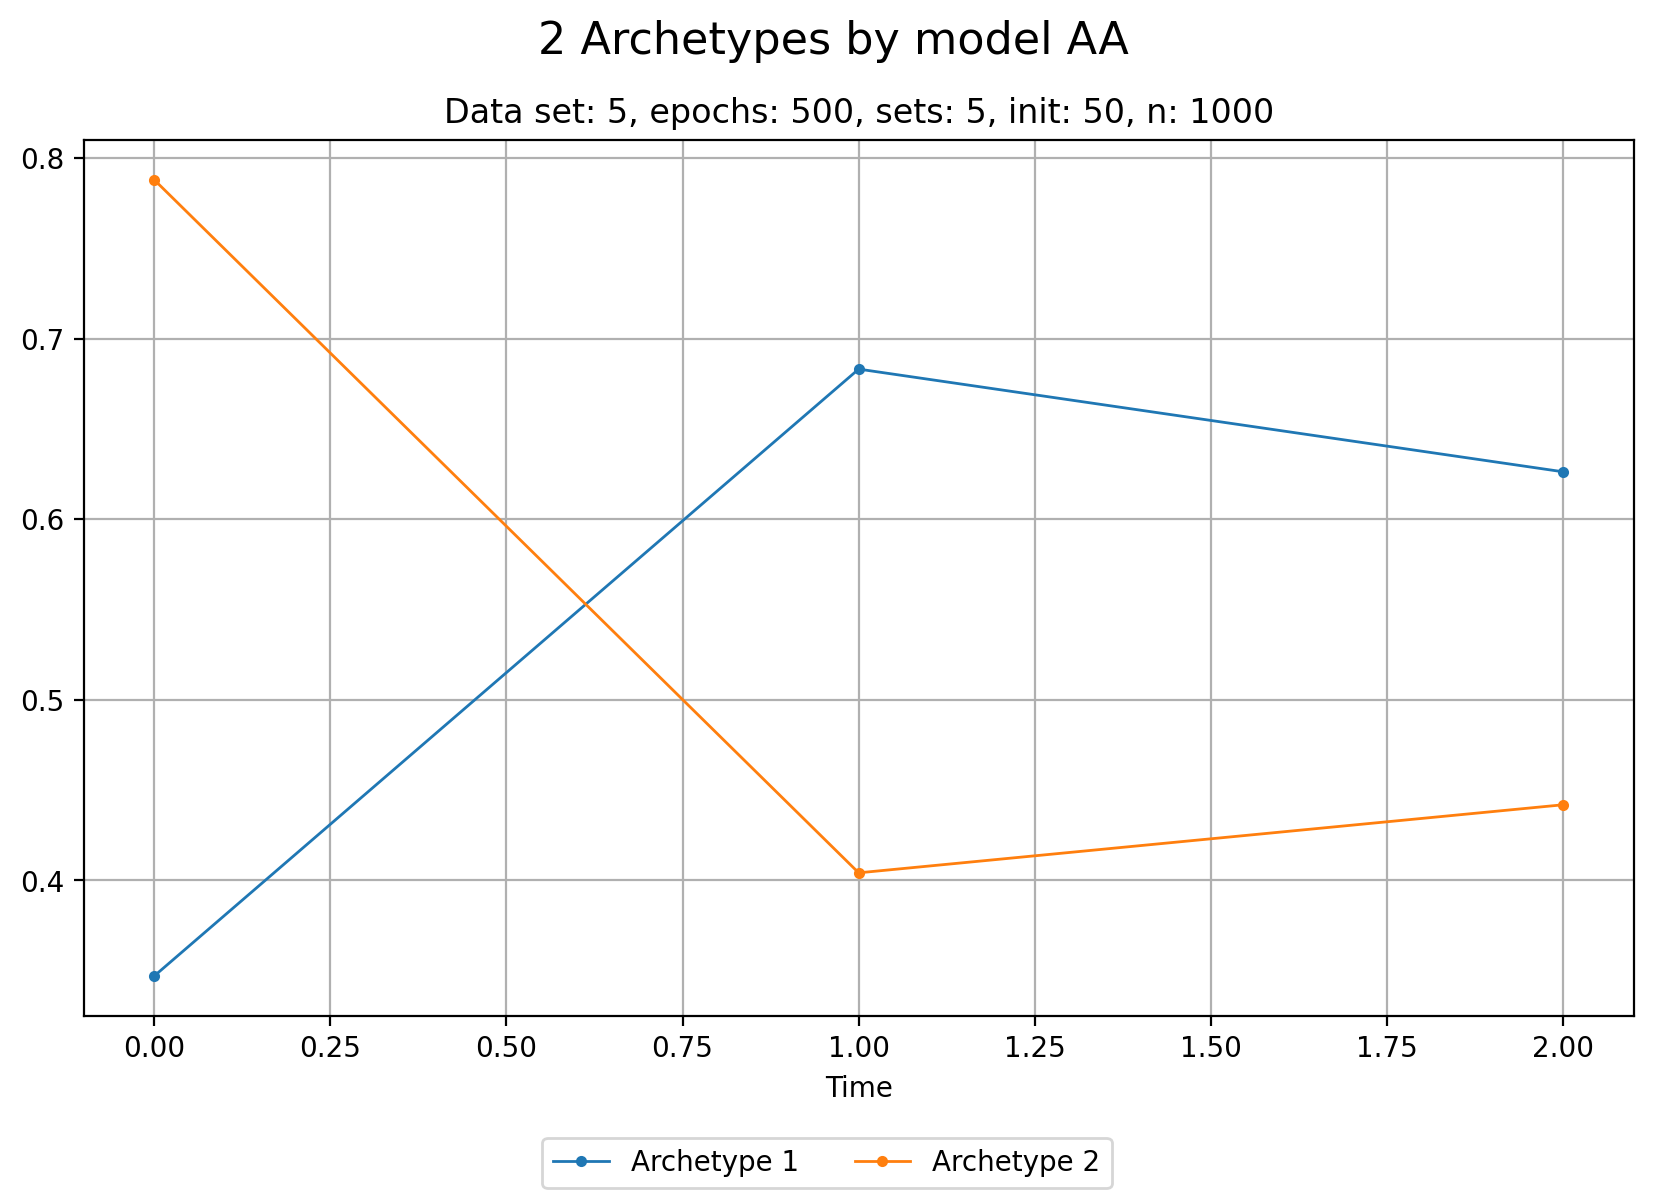 2 Archetypes by model AA
Data set: 5, epochs: 500, sets: 5, init: 50, n: 1000
0.8
0.7
0.6
0.5
0.4
0.00 0.25 0.50 0.75 1.00 1.25 1.50 1.75 2.00
Time
Archetype 1 Archetype 2